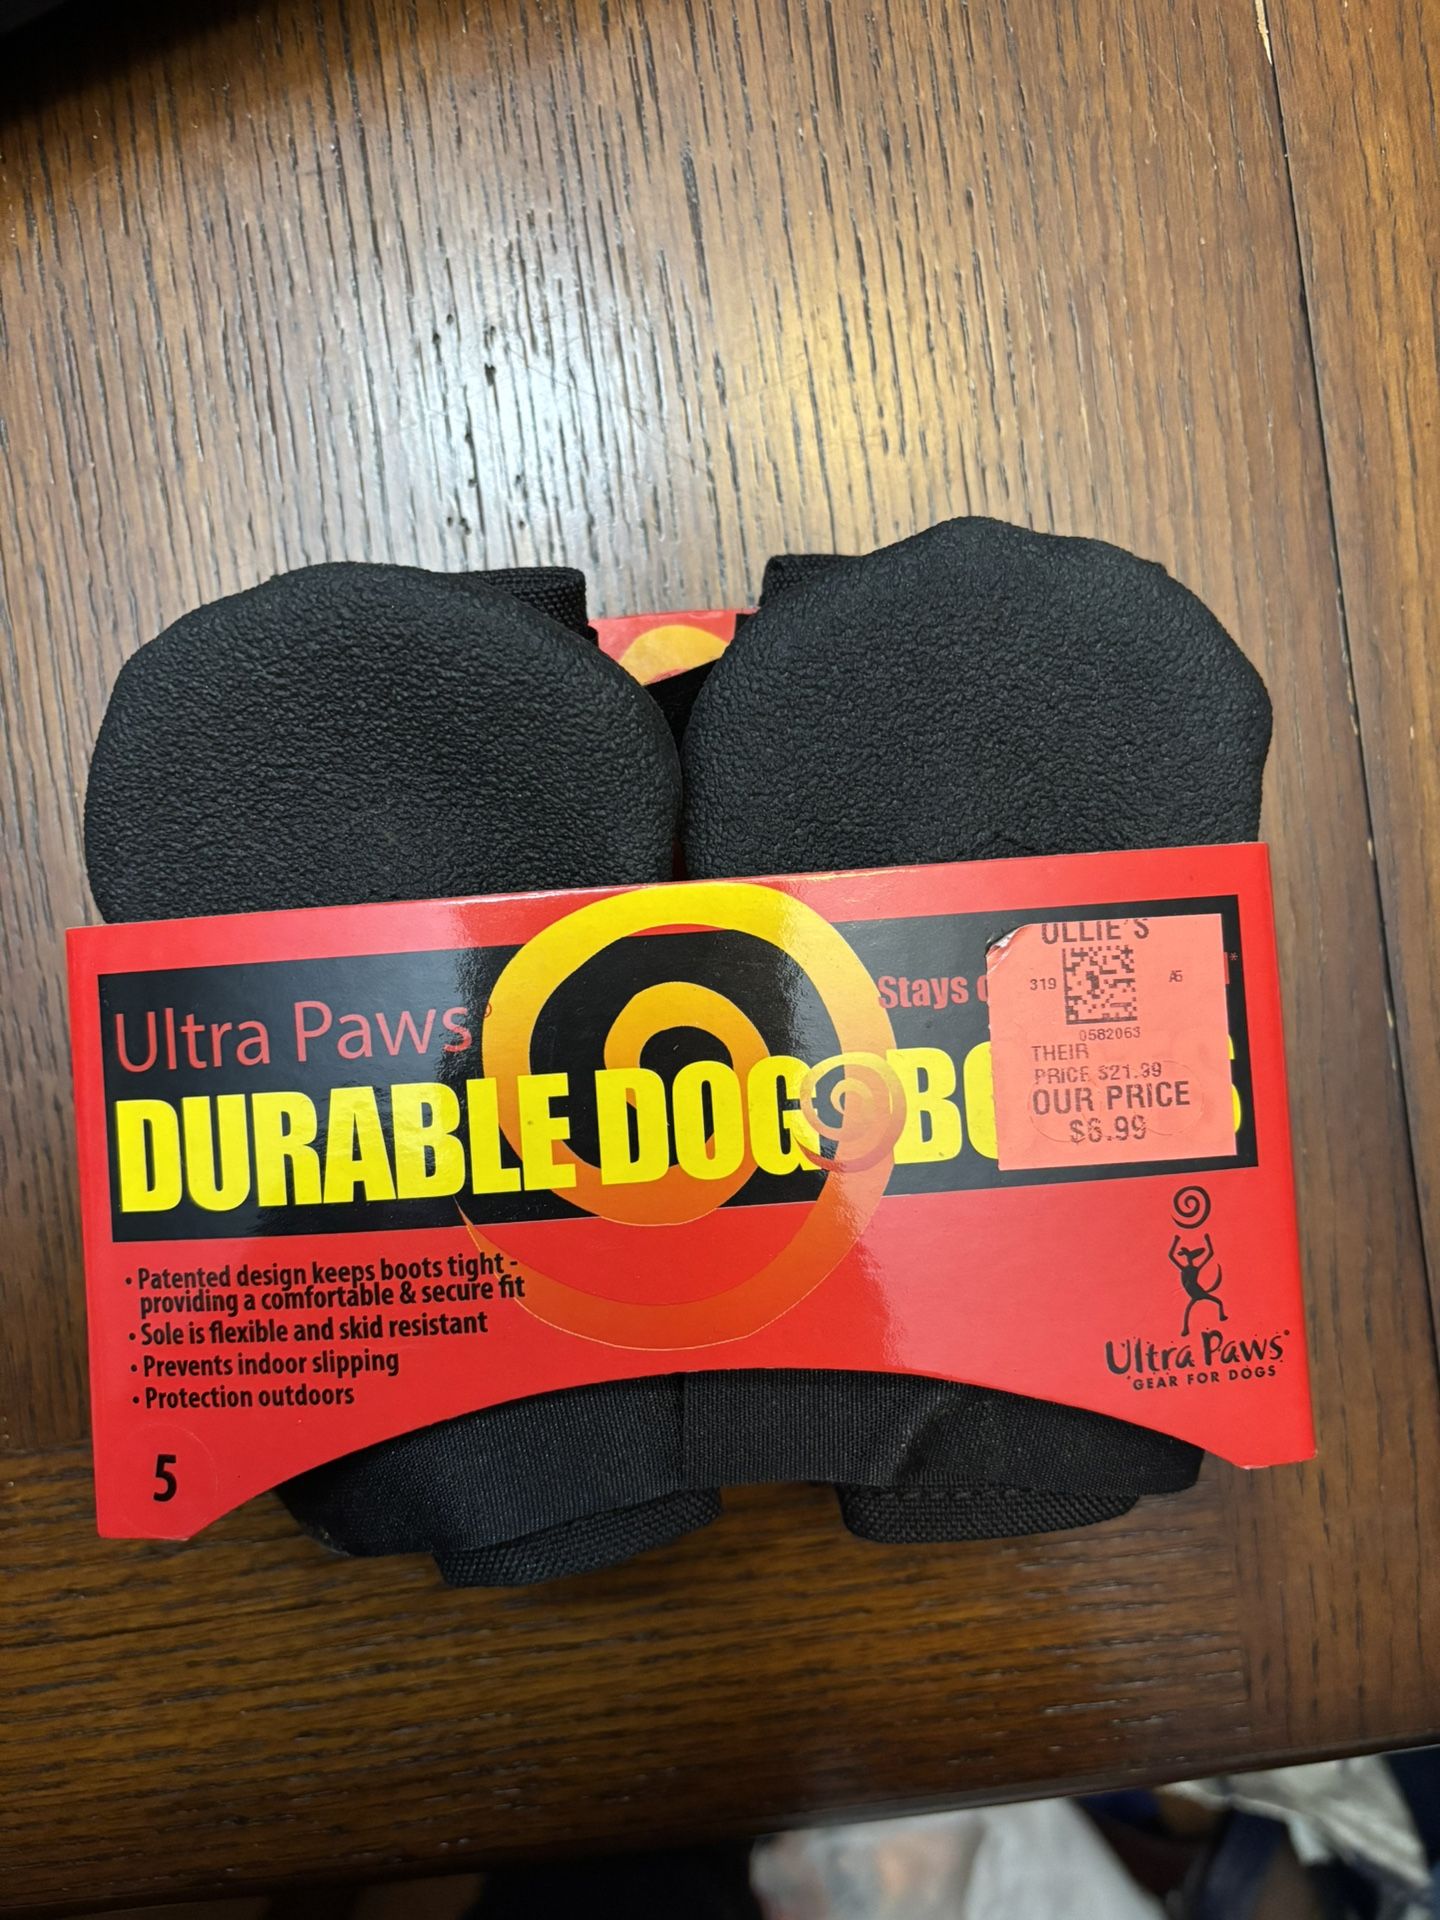 OLLIE'S
319
A5
0582063
THEIR
PRICE $21.99
OUR PRICE
$6.99
Stays
Ultra Paws®
DURABLE DOG
• Patented design keeps boots tight -
providing a comfortable & secure fit
• Sole is flexible and skid resistant
• Prevents indoor slipping
• Protection outdoors
5
Ultra Paws®
GEAR FOR DOGS